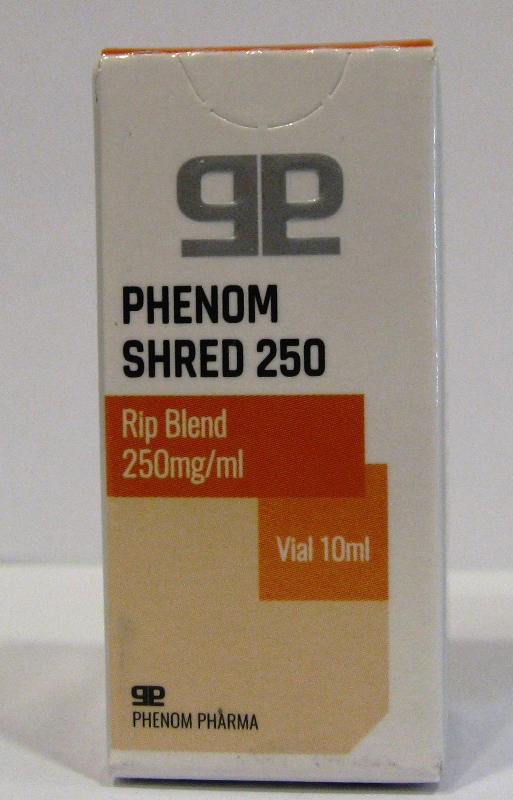 PHENOM
SHRED 250
Rip Blend
250mg/ml
Vial 10ml
PHENOM PHARMA